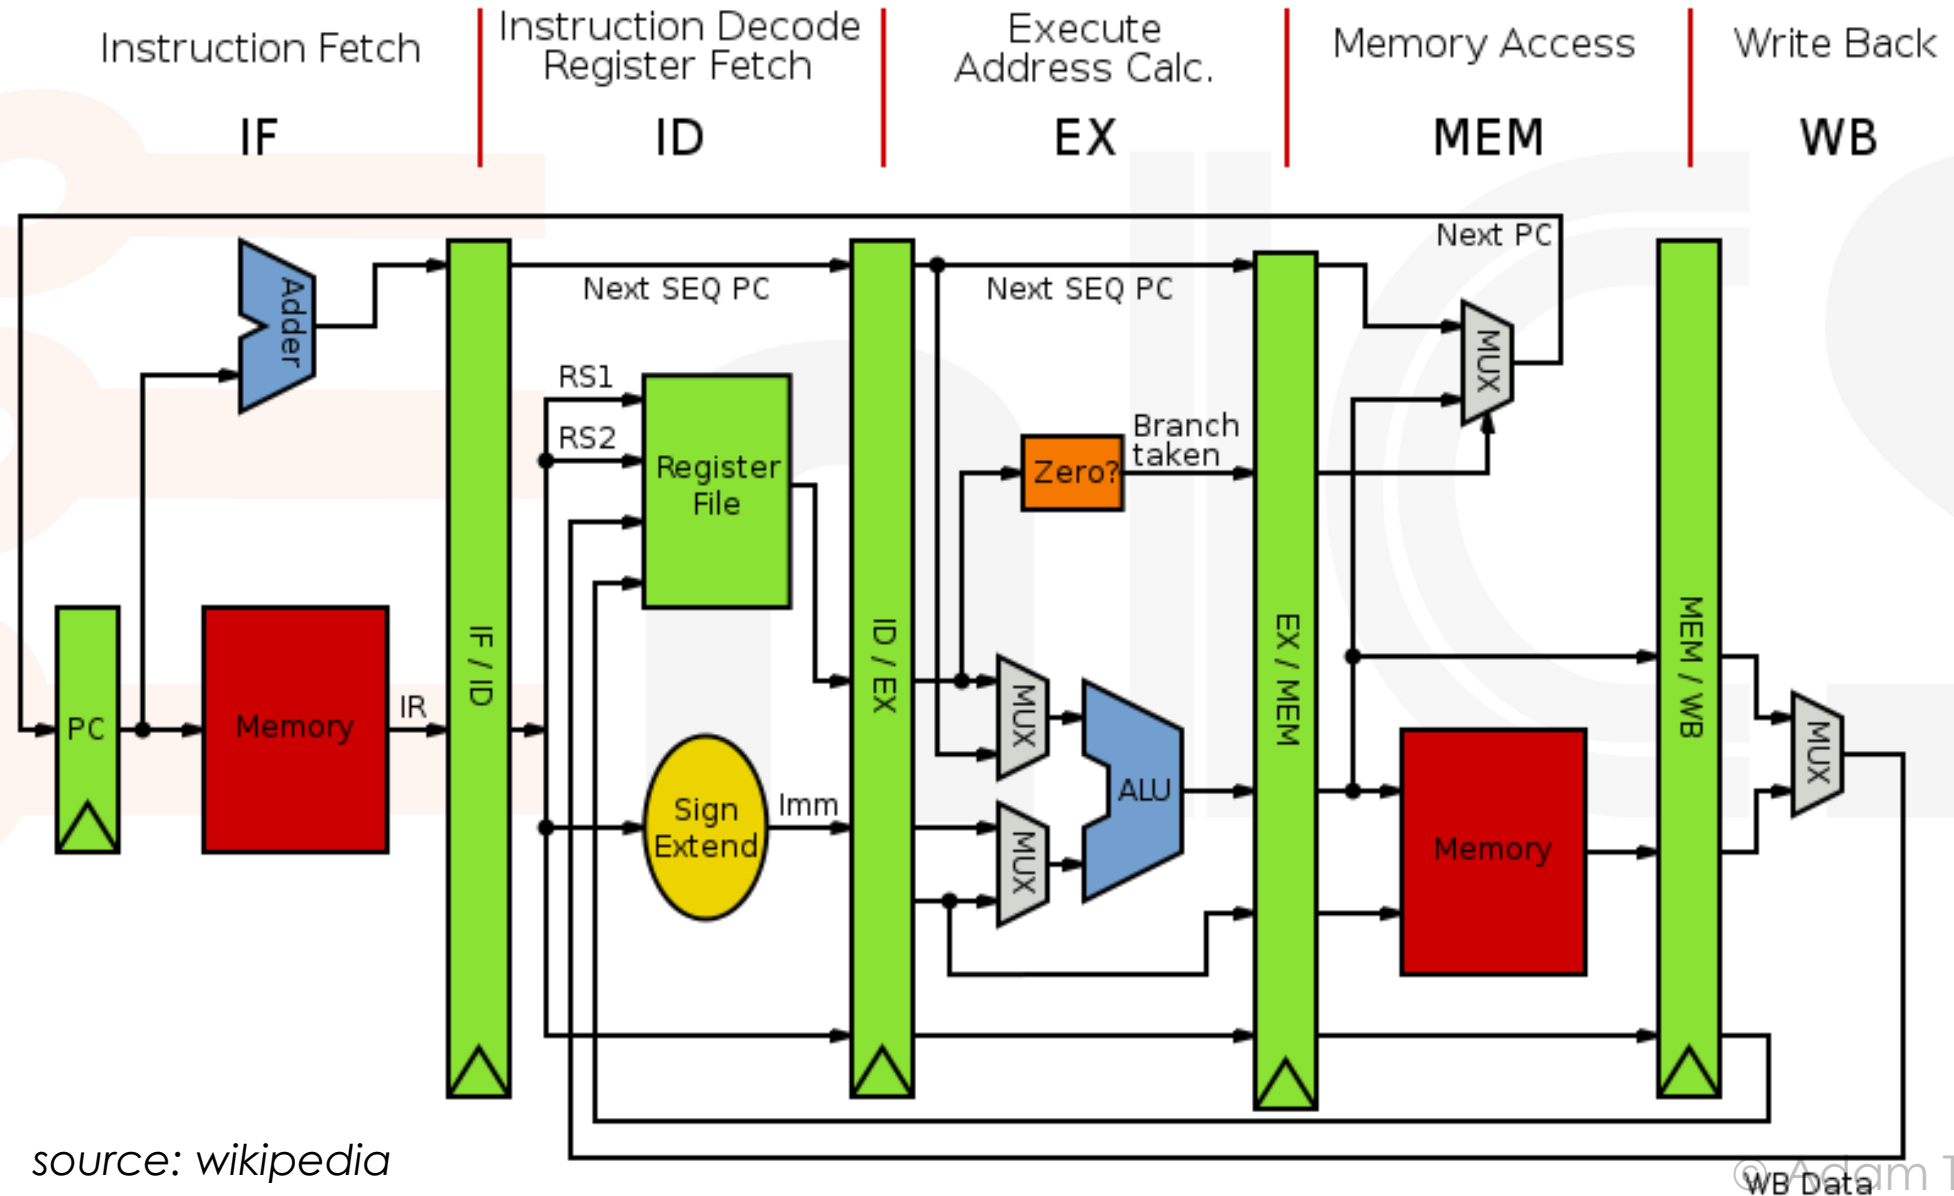 Instruction Fetch
Instruction Decode
Register Fetch
Execute
Address Calc.
Memory Access
Write Back
IF
ID
EX
MEM
WB
Next PC
Adder
Next SEQ PC
Next SEQ PC
MUX
RS1
RS2
Register
File
Branch
taken
Zero?
IF / ID
ID / EX
EX / MEM
MEM / WB
PC
Memory
IR
MUX
Sign
Extend
Imm
ALU
MUX
Memory
MUX
source: wikipedia
© Adam
WB Data